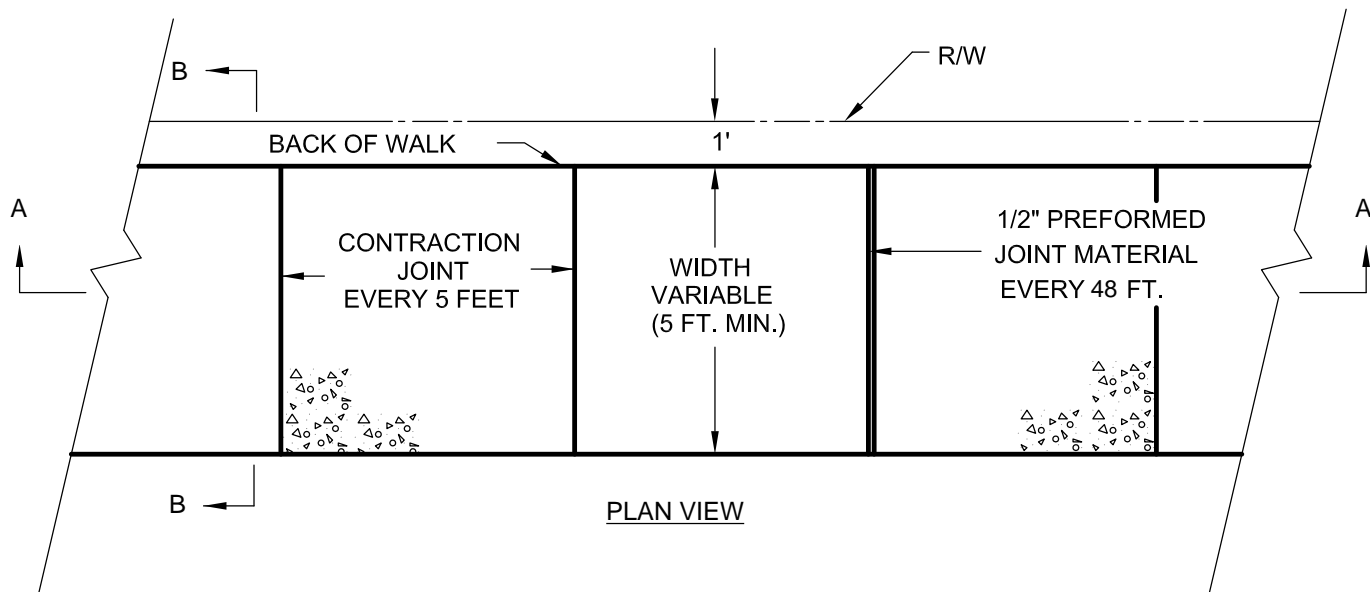 R/W
B
BACK OF WALK
1'
A
A
CONTRACTION
JOINT
EVERY 5 FEET
WIDTH
VARIABLE
(5 FT. MIN.)
1/2" PREFORMED
JOINT MATERIAL
EVERY 48 FT.
B
PLAN VIEW